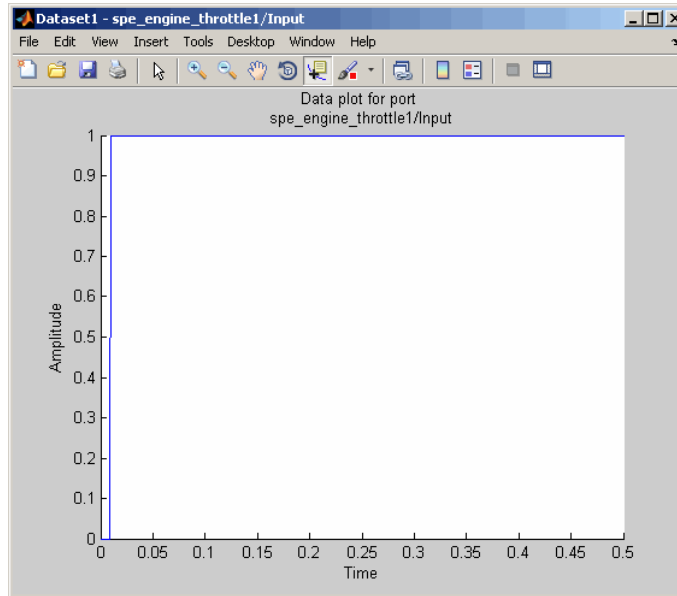 Dataset1 - spe_engine_throttle1/Input
File Edit View Insert Tools Desktop Window Help
Data plot for port
spe_engine_throttle1/Input
1
0.9
0.8
0.7
0.6
0.5
0.4
0.3
0.2
0.1
0
Amplitude
0 0.05 0.1 0.15 0.2 0.25 0.3 0.35 0.4 0.45 0.5
Time